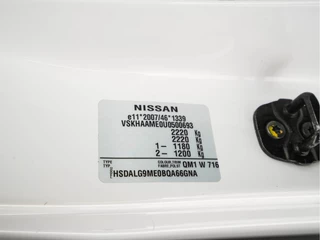 NISSAN
e11*2007/46*1339
VSKHAAME0U0500693
2220 Kg
2220 Kg
1 - 1180 Kg
2 - 1200 Kg
TYPE COLOUR TRIM QM1 W 716
HSDALG9ME0BQA66GNA